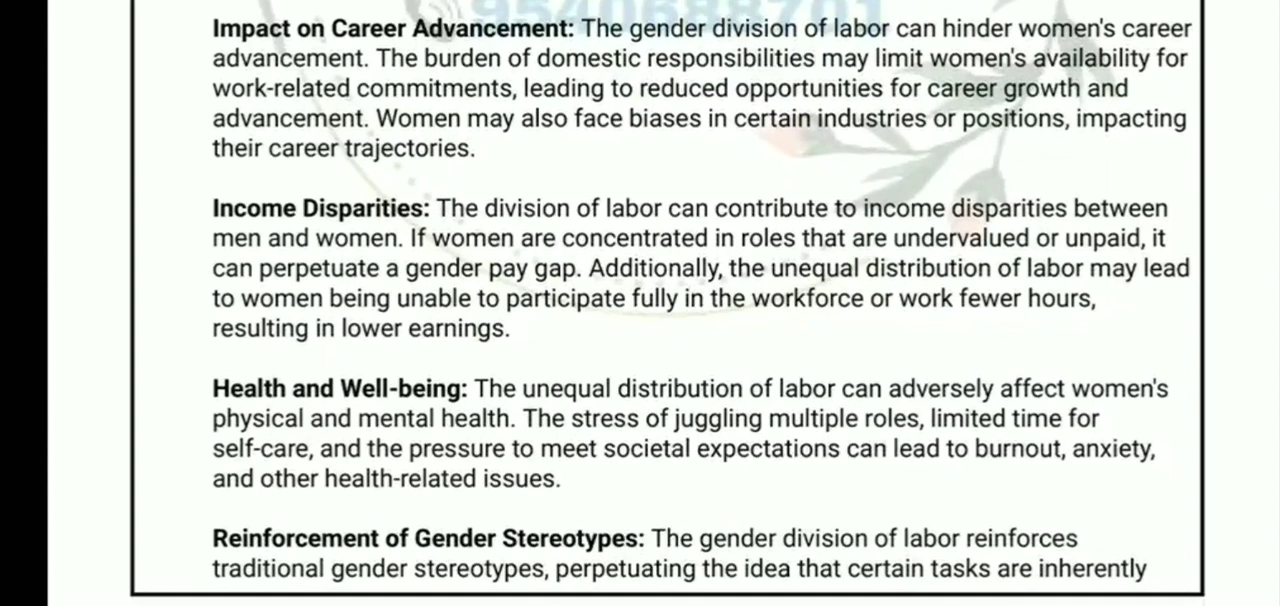 9540688701
Impact on Career Advancement: The gender division of labor can hinder women's career
advancement. The burden of domestic responsibilities may limit women's availability for
work-related commitments, leading to reduced opportunities for career growth and
advancement. Women may also face biases in certain industries or positions, impacting
their career trajectories.
Income Disparities: The division of labor can contribute to income disparities between
men and women. If women are concentrated in roles that are undervalued or unpaid, it
can perpetuate a gender pay gap. Additionally, the unequal distribution of labor may lead
to women being unable to participate fully in the workforce or work fewer hours,
resulting in lower earnings.
Health and Well-being: The unequal distribution of labor can adversely affect women's
physical and mental health. The stress of juggling multiple roles, limited time for
self-care, and the pressure to meet societal expectations can lead to burnout, anxiety,
and other health-related issues.
Reinforcement of Gender Stereotypes: The gender division of labor reinforces
traditional gender stereotypes, perpetuating the idea that certain tasks are inherently